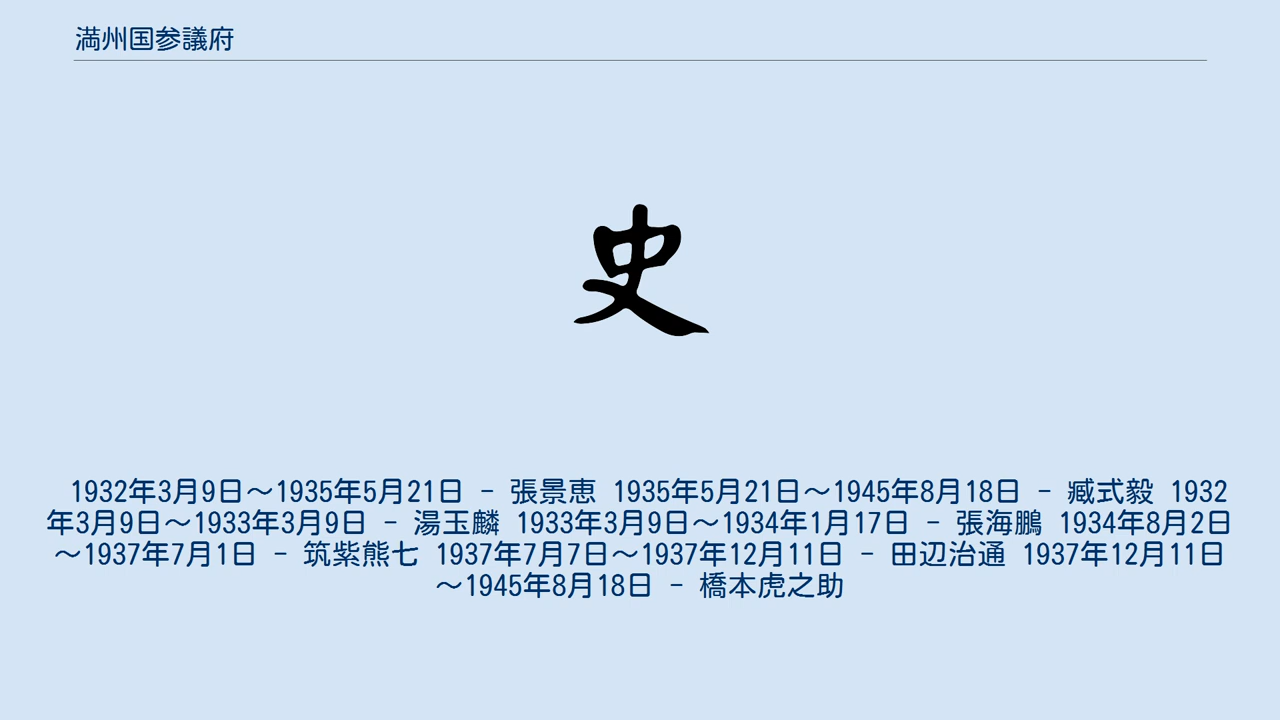 満州国参議府
史
1932年3月9日～1935年5月21日 - 張景恵 1935年5月21日～1945年8月18日 - 臧式毅 1932
年3月9日～1933年3月9日 - 湯玉麟 1933年3月9日～1934年1月17日 - 張海鵬 1934年8月2日
～1937年7月1日 - 筑紫熊七 1937年7月7日～1937年12月11日 - 田辺治通 1937年12月11日
～1945年8月18日 - 橋本虎之助